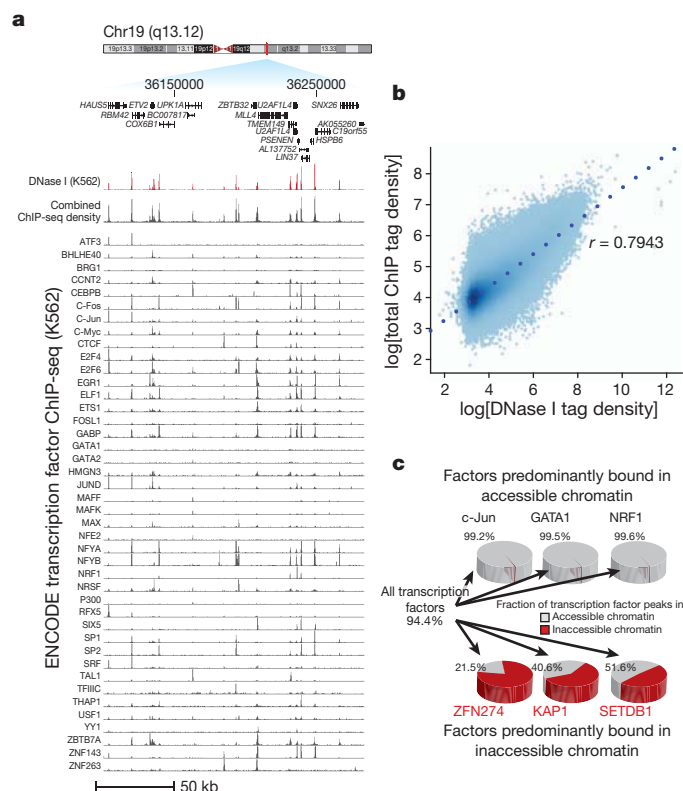 a
Chr19 (q13.12)
19p13.3 19p13.2 13.11 19p12 19q12 q13.2 13.33
36150000 36250000
HAUS5 ETV2 UPK1A ZBTB32 U2AF1L4 SNX26
RBM42 BC007817 MLL4 AK055260
COX6B1 TMEM149 C19orf55
U2AF1L4 HSPB6
PSENEN
AL137752
LIN37
DNase I (K562)
Combined
ChIP-seq density
ENCODE transcription factor ChIP-seq (K562)
ATF3
BHLHE40
BRG1
CCNT2
CEBPB
C-Fos
C-Jun
C-Myc
CTCF
E2F4
E2F6
EGR1
ELF1
ETS1
FOSL1
GABP
GATA1
GATA2
HMGN3
JUND
MAFF
MAFK
MAX
NFE2
NFYA
NFYB
NRF1
NRSF
P300
RFX5
SIX5
SP1
SP2
SRF
TAL1
TFIIIC
THAP1
USF1
YY1
ZBTB7A
ZNF143
ZNF263
50 kb
b
log[total ChIP tag density]
8
7
6
5
4
3
2
r = 0.7943
2 4 6 8 10 12
log[DNase I tag density]
c
Factors predominantly bound in
accessible chromatin
c-Jun GATA1 NRF1
99.2% 99.5% 99.6%
All transcription
factors
94.4%
Fraction of transcription factor peaks in
Accessible chromatin
Inaccessible chromatin
21.5% 40.6% 51.6%
ZFN274 KAP1 SETDB1
Factors predominantly bound in
inaccessible chromatin